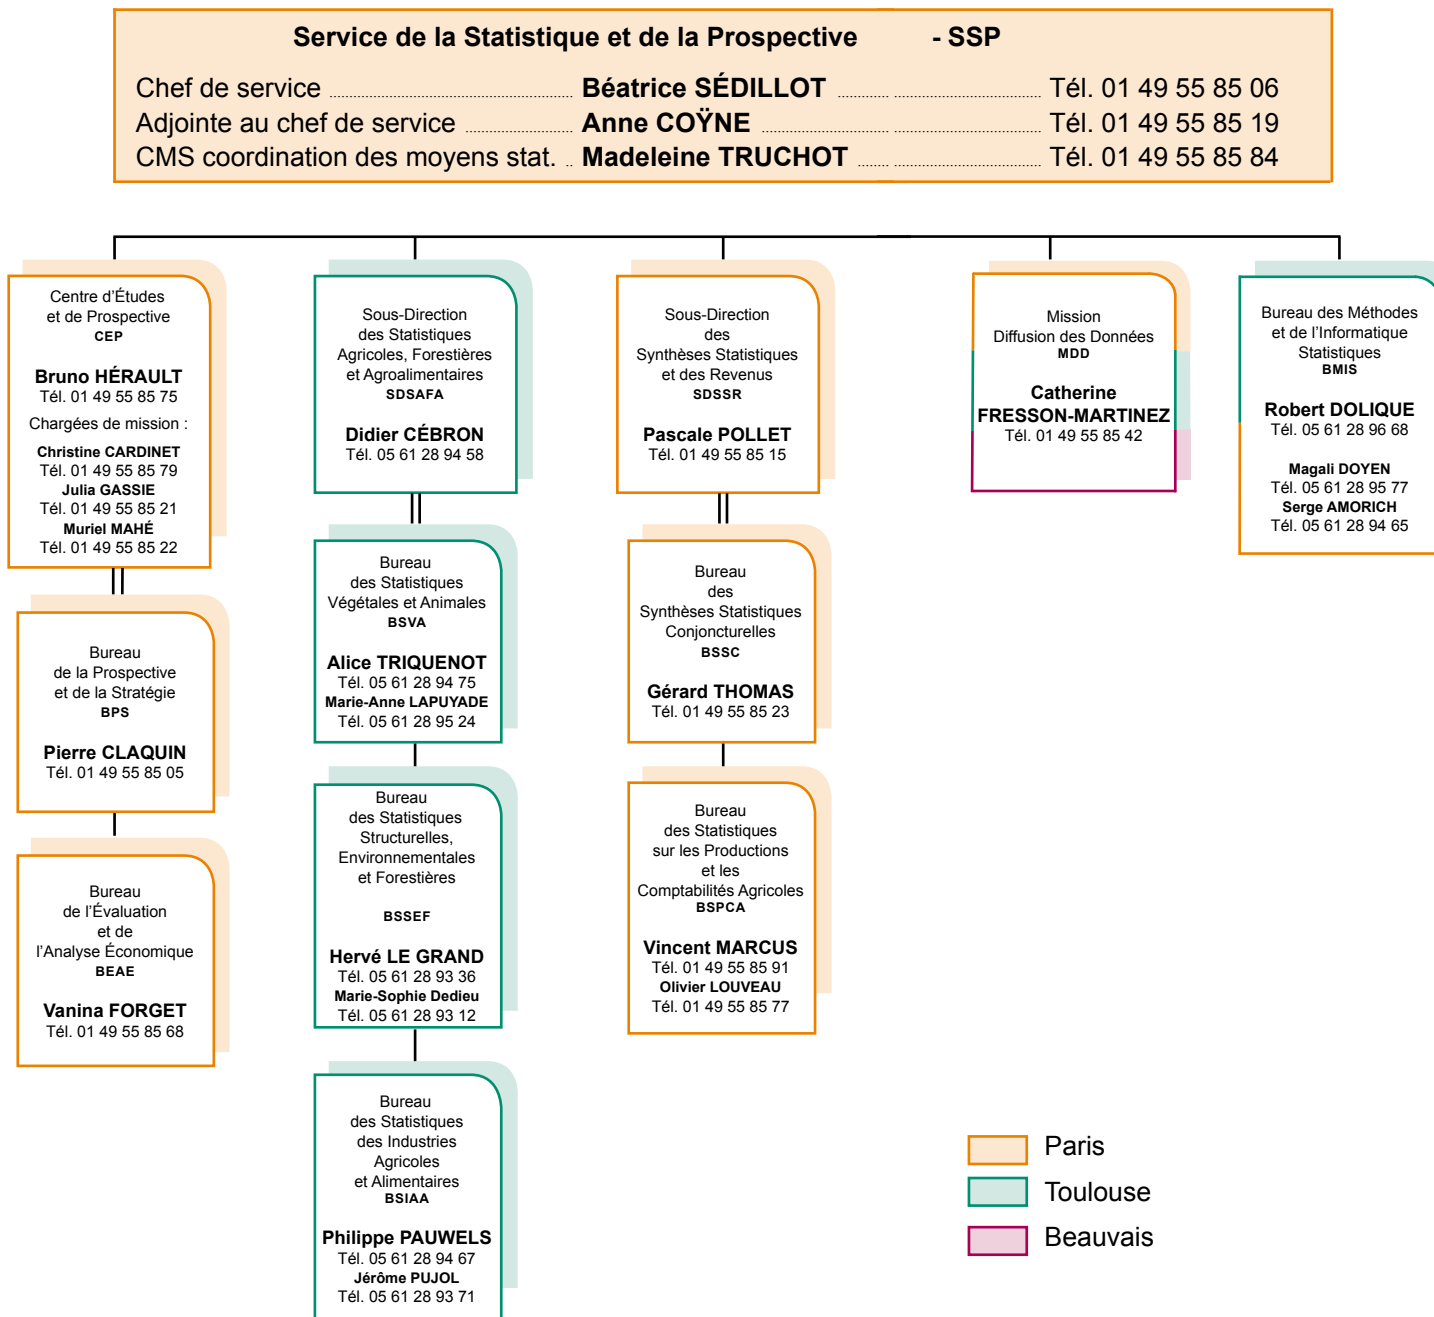 Service de la Statistique et de la Prospective - SSP
Chef de service Béatrice SÉDILLOT Tél. 01 49 55 85 06
Adjointe au chef de service Anne COŸNE Tél. 01 49 55 85 19
CMS coordination des moyens stat. Madeleine TRUCHOT Tél. 01 49 55 85 84
Centre d'Études
et de Prospective
CEP
Bruno HÉRAULT
Tél. 01 49 55 85 75
Chargées de mission :
Christine CARDINET
Tél. 01 49 55 85 79
Julia GASSIE
Tél. 01 49 55 85 21
Muriel MAHÉ
Tél. 01 49 55 85 22
Bureau
de la Prospective
et de la Stratégie
BPS
Pierre CLAQUIN
Tél. 01 49 55 85 05
Bureau
de l'Évaluation
et de
l'Analyse Économique
BEAE
Vanina FORGET
Tél. 01 49 55 85 68
Sous-Direction
des Statistiques
Agricoles, Forestières
et Agroalimentaires
SDSAFA
Didier CÉBRON
Tél. 05 61 28 94 58
Bureau
des Statistiques
Végétales et Animales
BSVA
Alice TRIQUENOT
Tél. 05 61 28 94 75
Marie-Anne LAPUYADE
Tél. 05 61 28 95 24
Bureau
des Statistiques
Structurelles,
Environnementales
et Forestières
BSSEF
Hervé LE GRAND
Tél. 05 61 28 93 36
Marie-Sophie Dedieu
Tél. 05 61 28 93 12
Bureau
des Statistiques
des Industries
Agricoles
et Alimentaires
BSIAA
Philippe PAUWELS
Tél. 05 61 28 94 67
Jérôme PUJOL
Tél. 05 61 28 93 71
Sous-Direction
des
Synthèses Statistiques
et des Revenus
SDSSR
Pascale POLLET
Tél. 01 49 55 85 15
Bureau
des
Synthèses Statistiques
Conjoncturelles
BSSC
Gérard THOMAS
Tél. 01 49 55 85 23
Bureau
des Statistiques
sur les Productions
et les
Comptabilités Agricoles
BSPCA
Vincent MARCUS
Tél. 01 49 55 85 91
Olivier LOUVEAU
Tél. 01 49 55 85 77
Mission
Diffusion des Données
MDD
Catherine
FRESSON-MARTINEZ
Tél. 01 49 55 85 42
Bureau des Méthodes
et de l'Informatique
Statistiques
BMIS
Robert DOLIQUE
Tél. 05 61 28 96 68
Magali DOYEN
Tél. 05 61 28 95 77
Serge AMORICH
Tél. 05 61 28 94 65
Paris
Toulouse
Beauvais